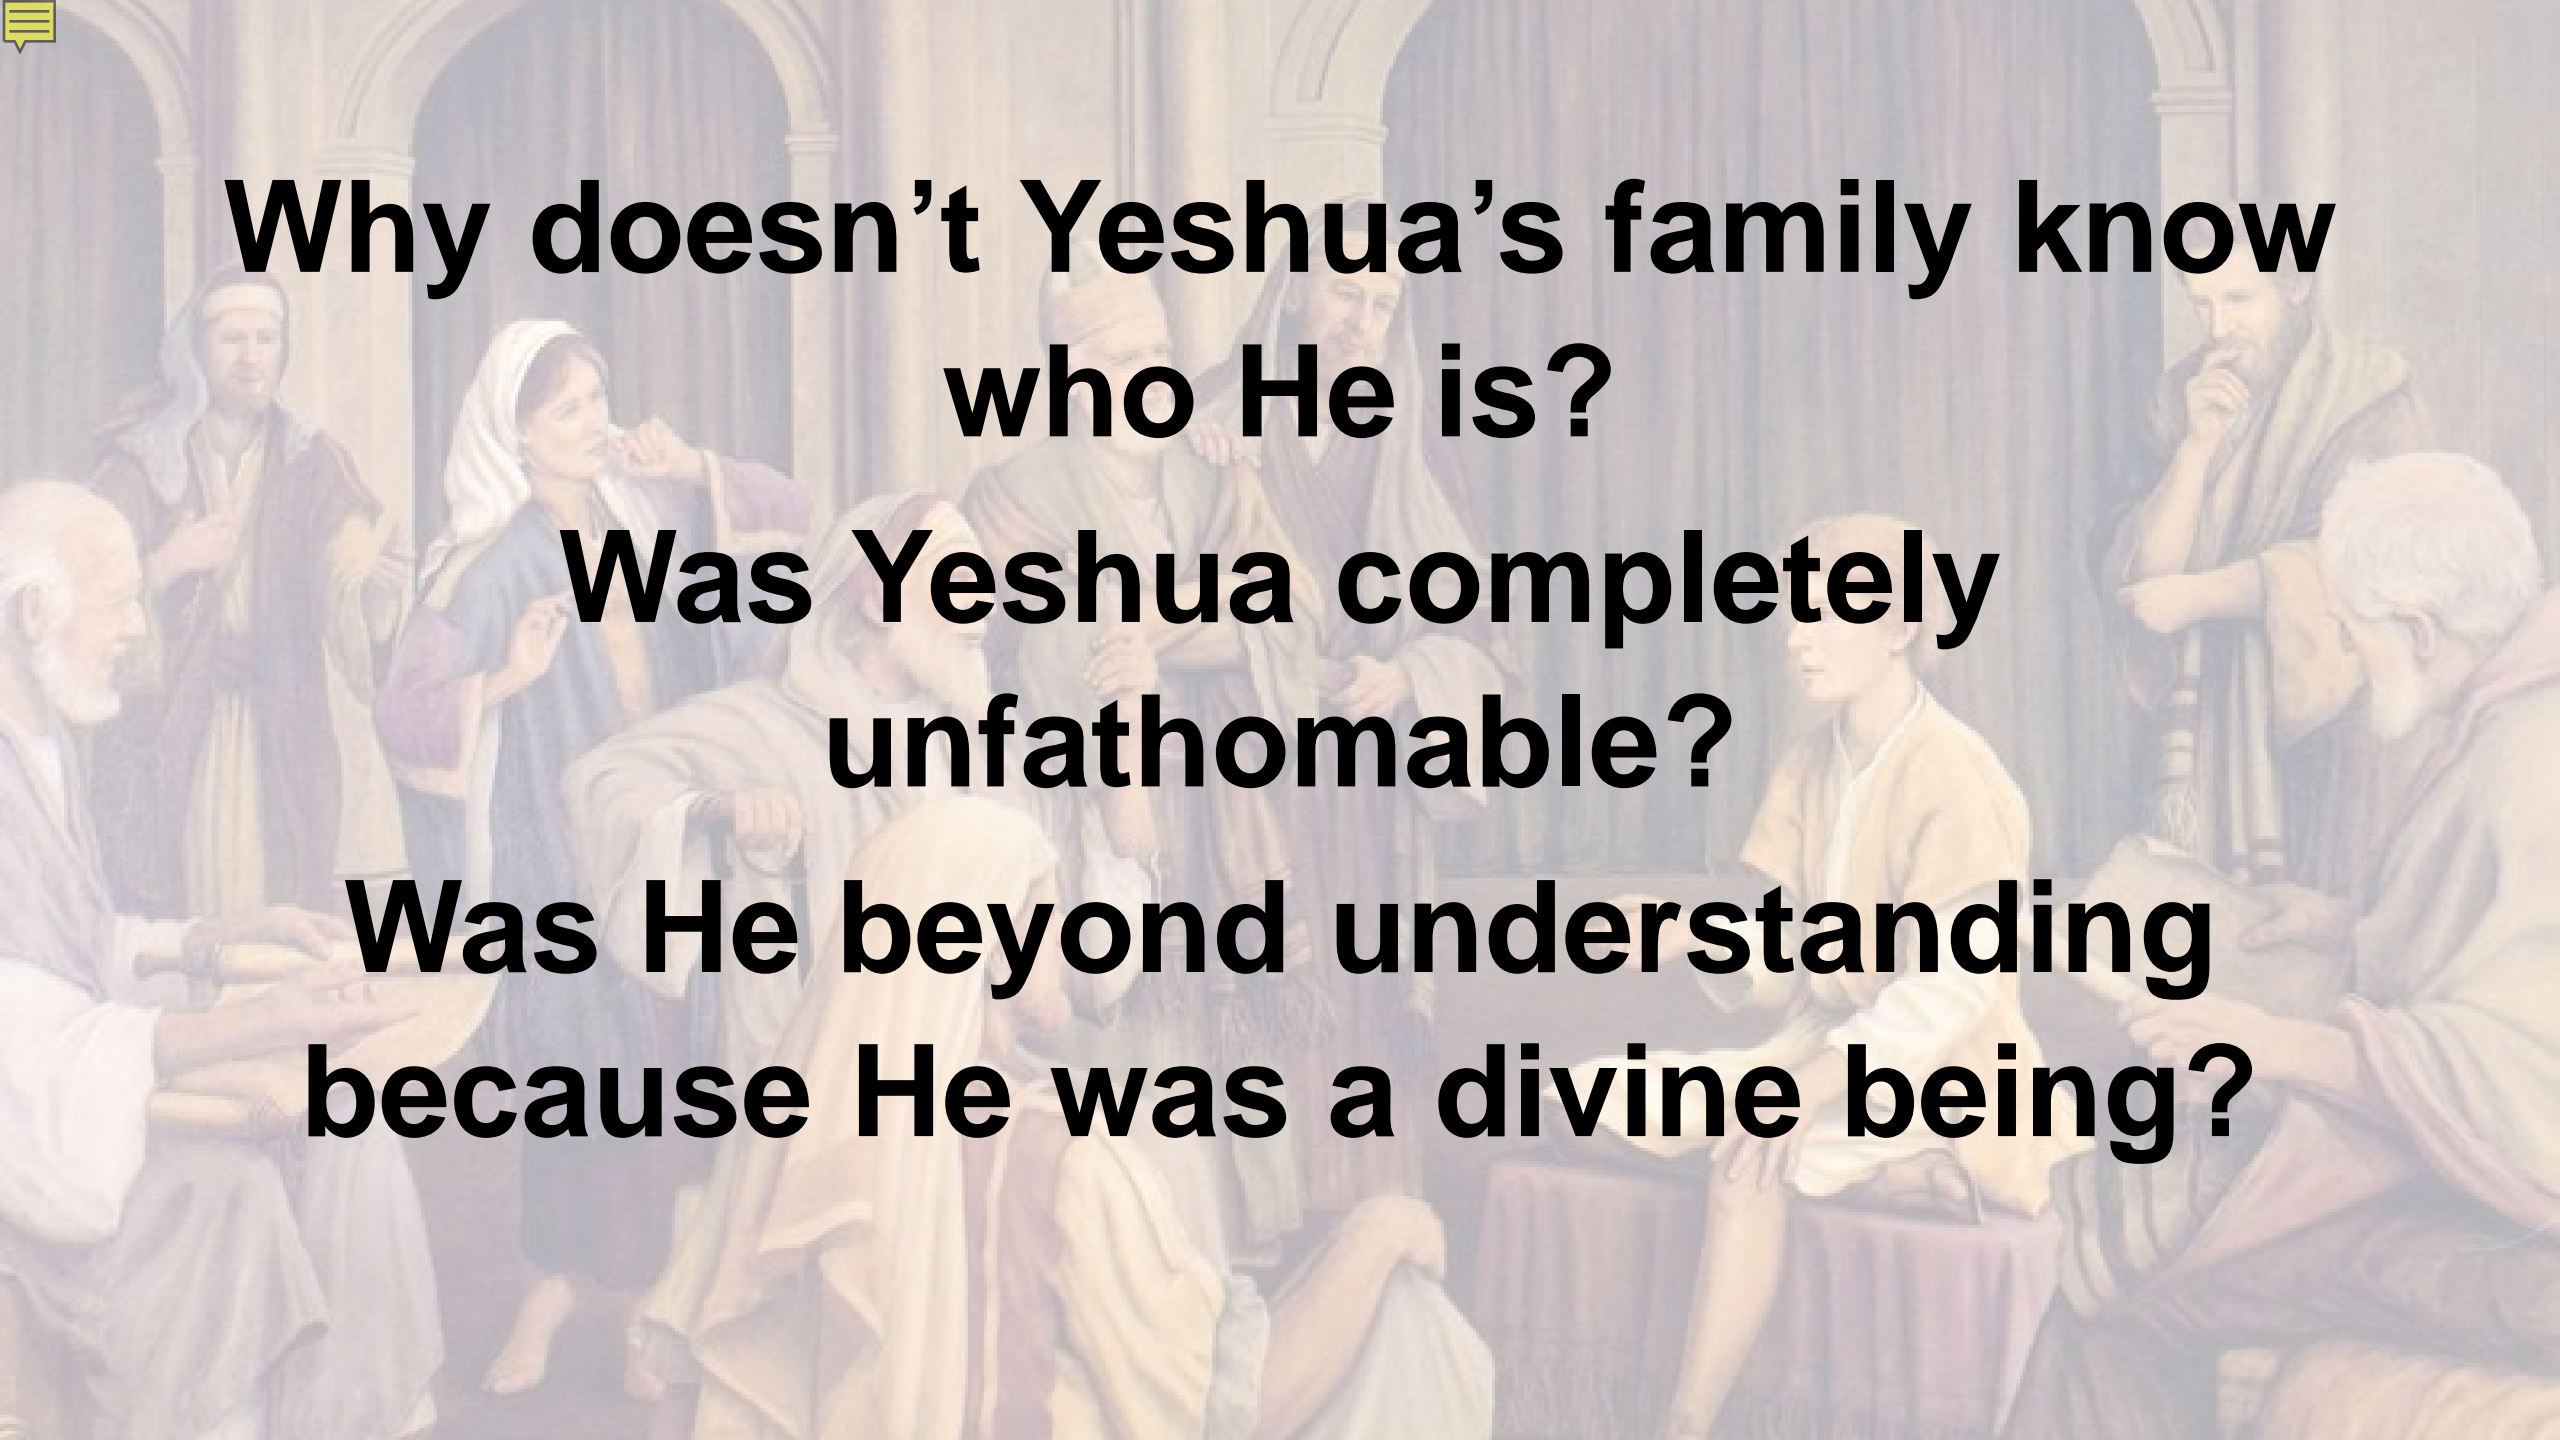 Why doesn’t Yeshua’s family know
who He is?
Was Yeshua completely
unfathomable?
Was He beyond understanding
because He was a divine being?